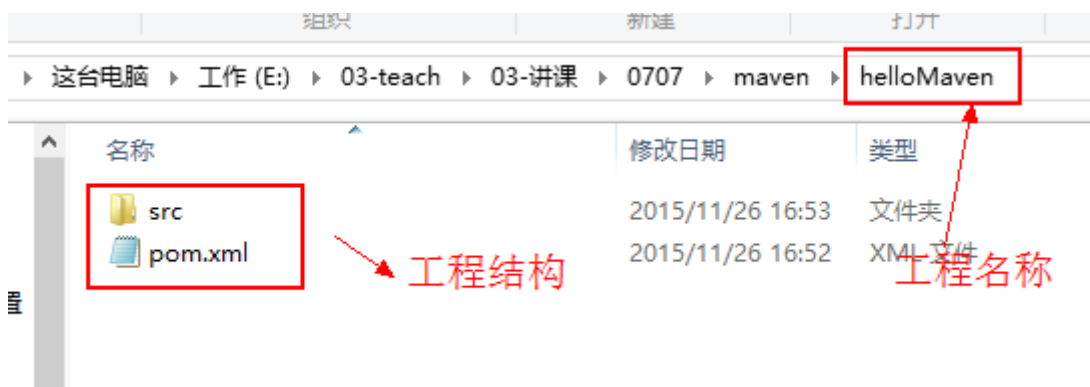 组织 新建 打开
这台电脑 工作 (E:) 03-teach 03-讲课 0707 maven helloMaven
名称 修改日期 类型
src 2015/11/26 16:53 文件夹
pom.xml 2015/11/26 16:52 XML 文件
工程结构 工程名称
置